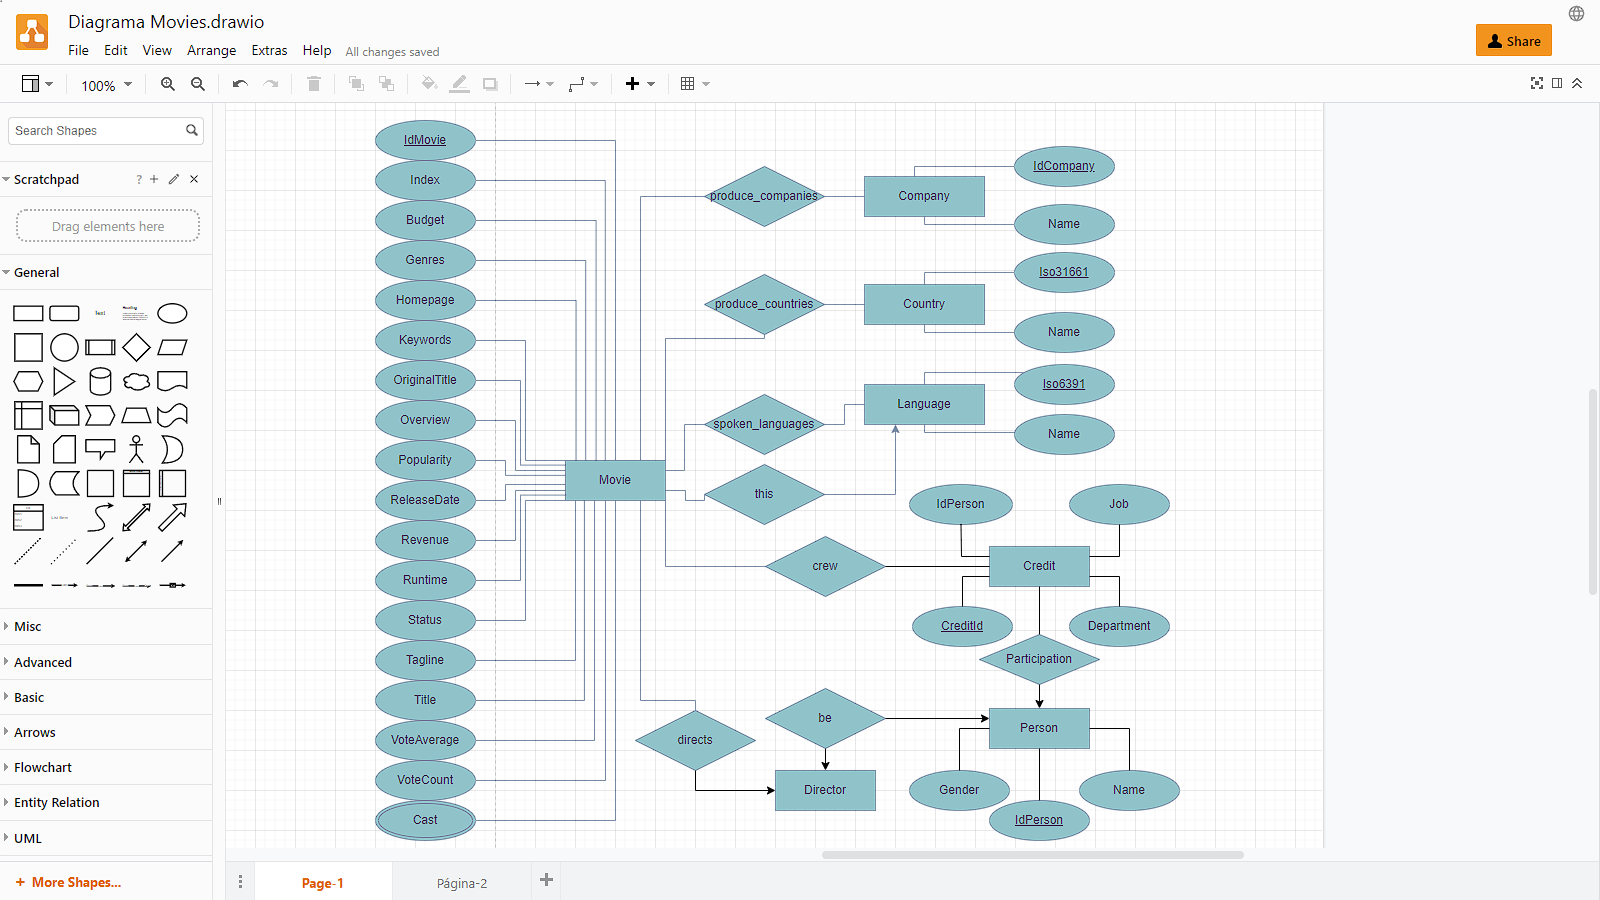 Diagrama Movies.drawio
File Edit View Arrange Extras Help All changes saved
Share
100%
Search Shapes
Scratchpad
?
Drag elements here
General
Text
Heading
List Item
Misc
Advanced
Basic
Arrows
Flowchart
Entity Relation
UML
+ More Shapes...
IdMovie
Index
Budget
Genres
Homepage
Keywords
OriginalTitle
Overview
Popularity
ReleaseDate
Revenue
Runtime
Status
Tagline
Title
VoteAverage
VoteCount
Cast
Movie
produce_companies
Company
IdCompany
Name
produce_countries
Country
Iso31661
Name
spoken_languages
Language
Iso6391
Name
this
IdPerson
Job
crew
Credit
CreditId
Department
Participation
be
Person
directs
Director
Gender
IdPerson
Name
Page-1
Página-2